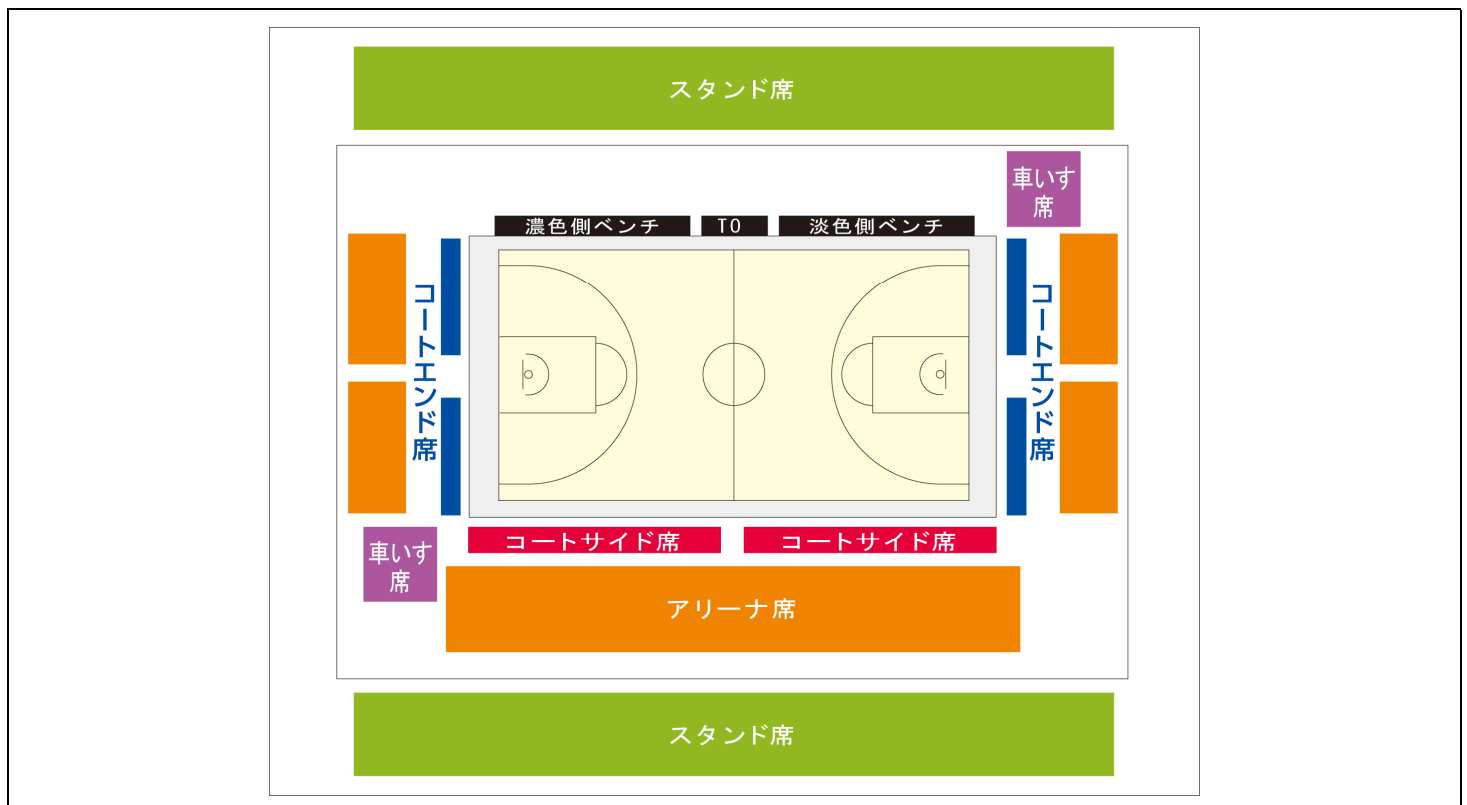 スタンド席
車いす
席
濃色側ベンチ
TO
淡色側ベンチ
コートエンド席
コートエンド席
コートサイド席
コートサイド席
車いす
席
アリーナ席
スタンド席